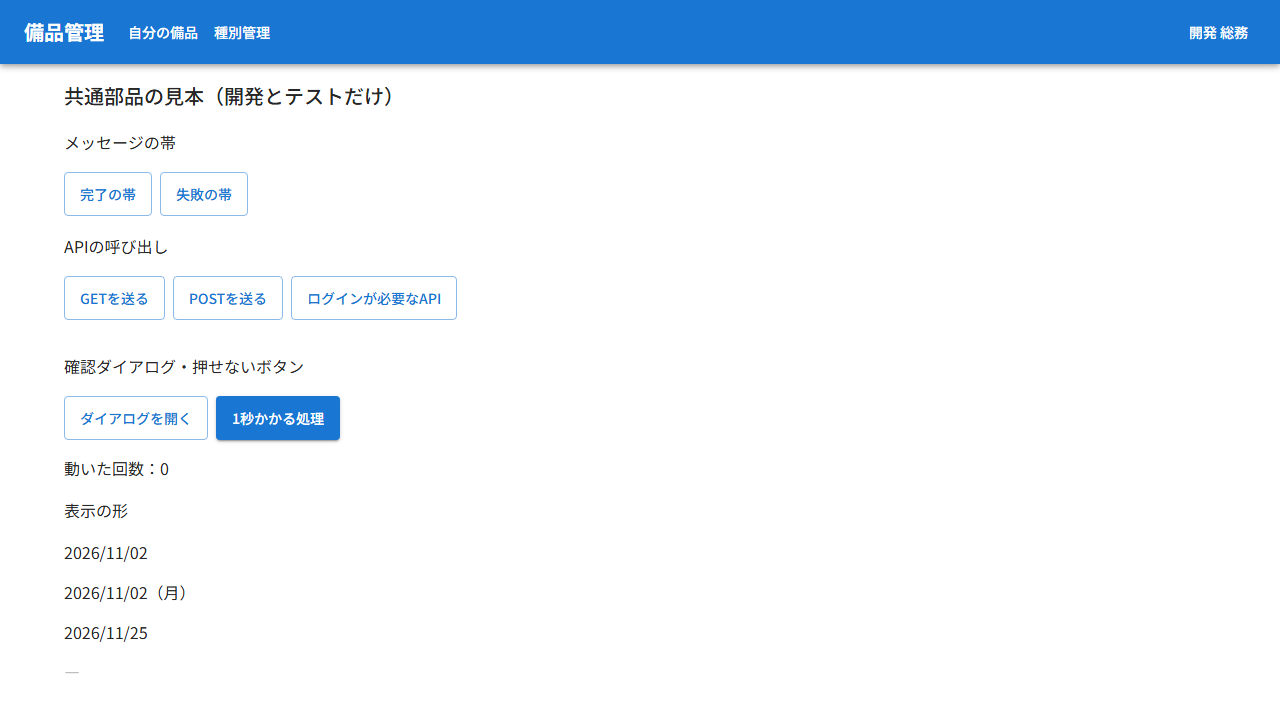 備品管理 自分の備品 種別管理 開発 総務
共通部品の見本（開発とテストだけ）
メッセージの帯
完了の帯 失敗の帯
APIの呼び出し
GETを送る POSTを送る ログインが必要なAPI
確認ダイアログ・押せないボタン
ダイアログを開く 1秒かかる処理
動いた回数：0
表示の形
2026/11/02
2026/11/02（月）
2026/11/25
—